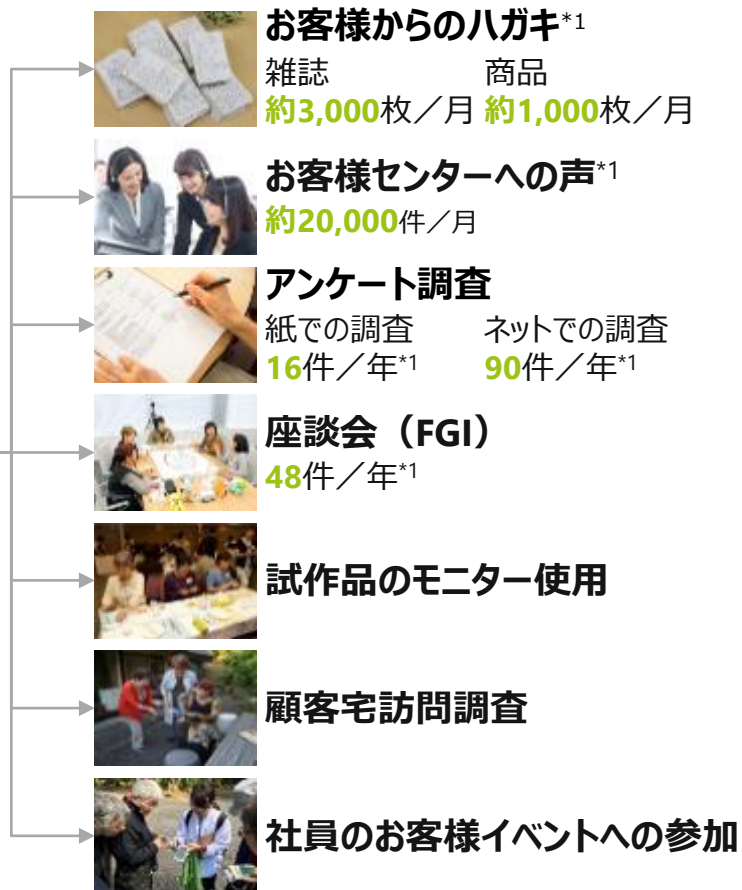 お客様からのハガキ*1
雑誌 商品
約3,000枚／月 約1,000枚／月
お客様センターへの声*1
約20,000件／月
アンケート調査
紙での調査 ネットでの調査
16件／年*1 90件／年*1
座談会（FGI）
48件／年*1
試作品のモニター使用
顧客宅訪問調査
社員のお客様イベントへの参加